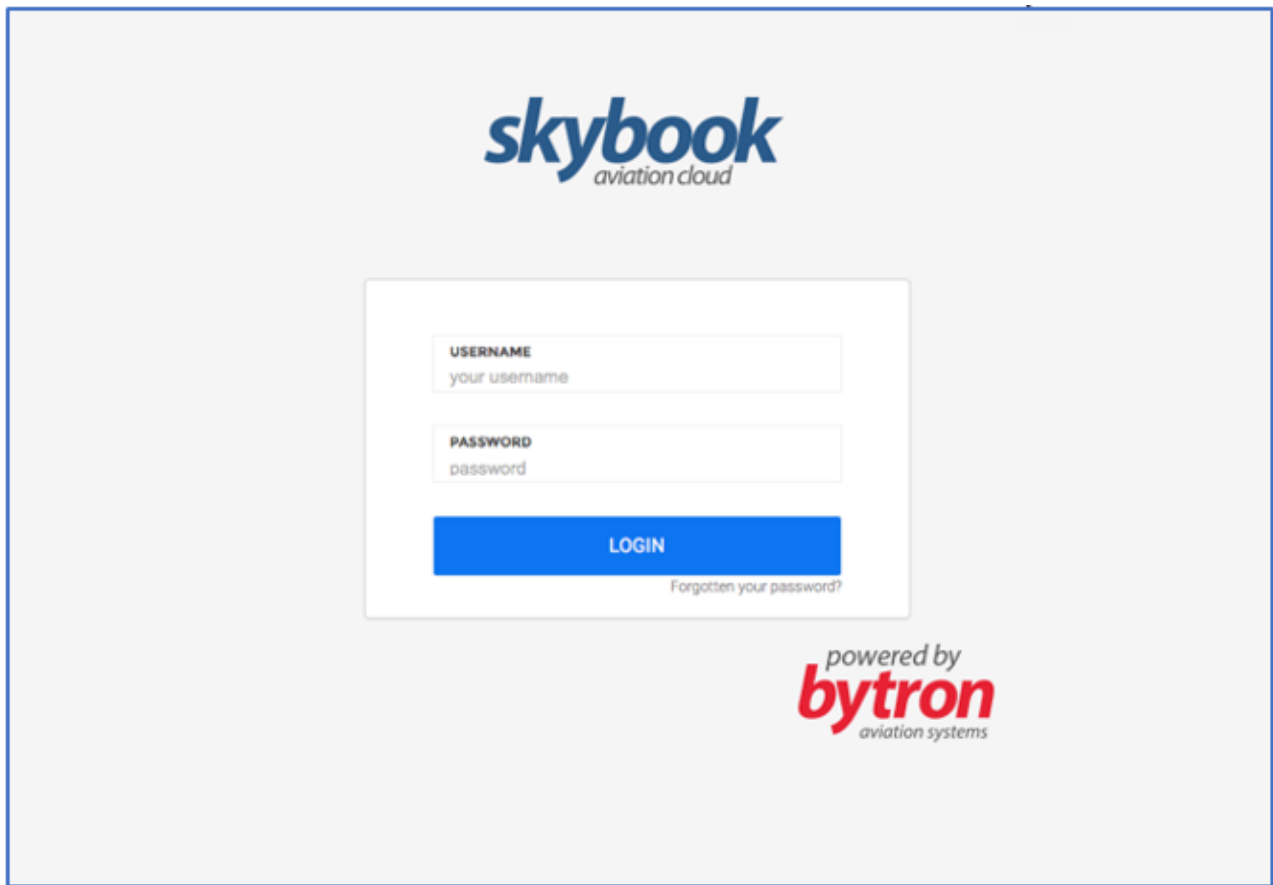 skybook
aviation cloud
USERNAME
your username
PASSWORD
password
LOGIN
Forgotten your password?
powered by
bytron
aviation systems